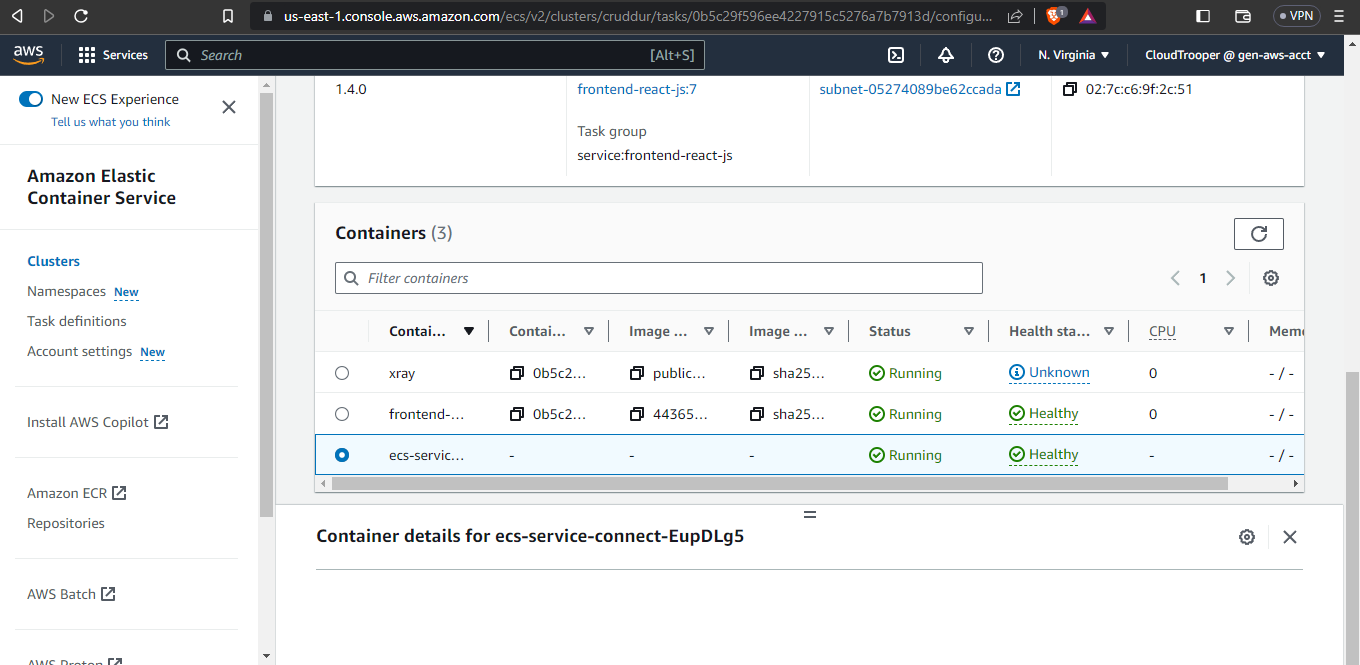 us-east-1.console.aws.amazon.com/ecs/v2/clusters/cruddur/tasks/0b5c29f596ee4227915c5276a7b7913d/configu...
1
VPN
aws
Services
Search
[Alt+S]
N. Virginia
CloudTrooper @ gen-aws-acct
New ECS Experience
Tell us what you think
Amazon Elastic
Container Service
Clusters
Namespaces New
Task definitions
Account settings New
Install AWS Copilot
Amazon ECR
Repositories
AWS Batch
AWS Proton
1.4.0
frontend-react-js:7
subnet-05274089be62ccada
02:7c:c6:9f:2c:51
Task group
service:frontend-react-js
Containers (3)
Filter containers
1
Contai... Contai... Image ... Image ... Status Health sta... CPU Memo
xray 0b5c2... public... sha25... Running Unknown 0 - / -
frontend-... 0b5c2... 44365... sha25... Running Healthy 0 - / -
ecs-servic... - - - Running Healthy - - / -
Container details for ecs-service-connect-EupDLg5